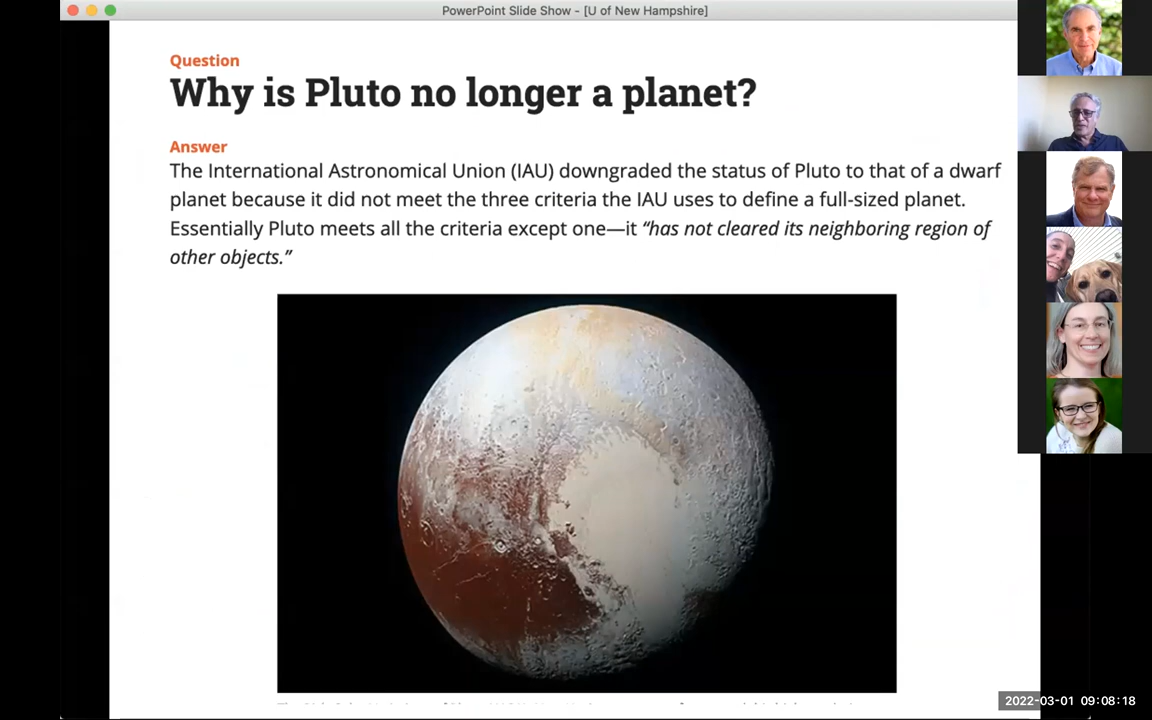 PowerPoint Slide Show - [U of New Hampshire]
Question
Why is Pluto no longer a planet?
Answer
The International Astronomical Union (IAU) downgraded the status of Pluto to that of a dwarf
planet because it did not meet the three criteria the IAU uses to define a full-sized planet.
Essentially Pluto meets all the criteria except one—it “has not cleared its neighboring region of
other objects.”
2022-03-01 09:08:18